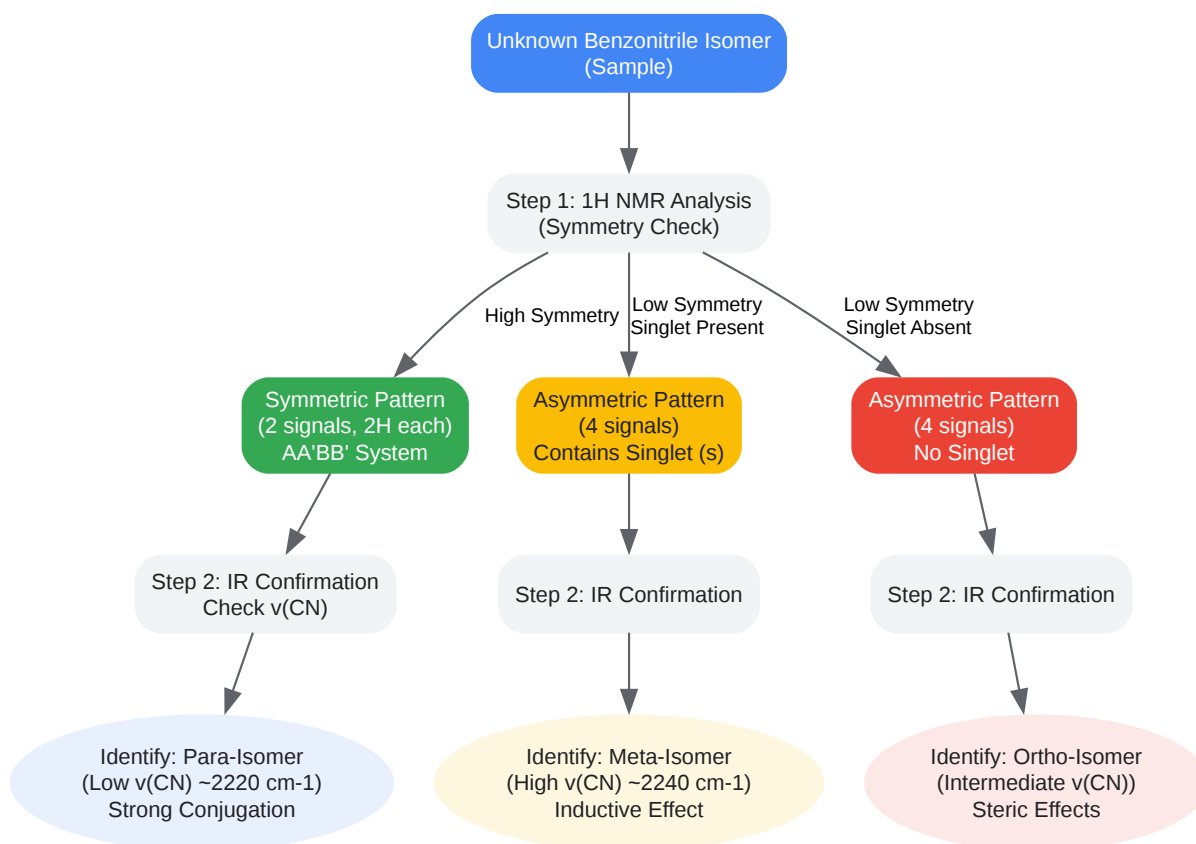 Unknown Benzonitrile Isomer
(Sample)
Step 1: 1H NMR Analysis
(Symmetry Check)
High Symmetry
Low Symmetry
Singlet Present
Low Symmetry
Singlet Absent
Symmetric Pattern
(2 signals, 2H each)
AA'BB' System
Asymmetric Pattern
(4 signals)
Contains Singlet (s)
Asymmetric Pattern
(4 signals)
No Singlet
Step 2: IR Confirmation
Check v(CN)
Step 2: IR Confirmation
Step 2: IR Confirmation
Identify: Para-Isomer
(Low v(CN) ~2220 cm-1)
Strong Conjugation
Identify: Meta-Isomer
(High v(CN) ~2240 cm-1)
Inductive Effect
Identify: Ortho-Isomer
(Intermediate v(CN))
Steric Effects